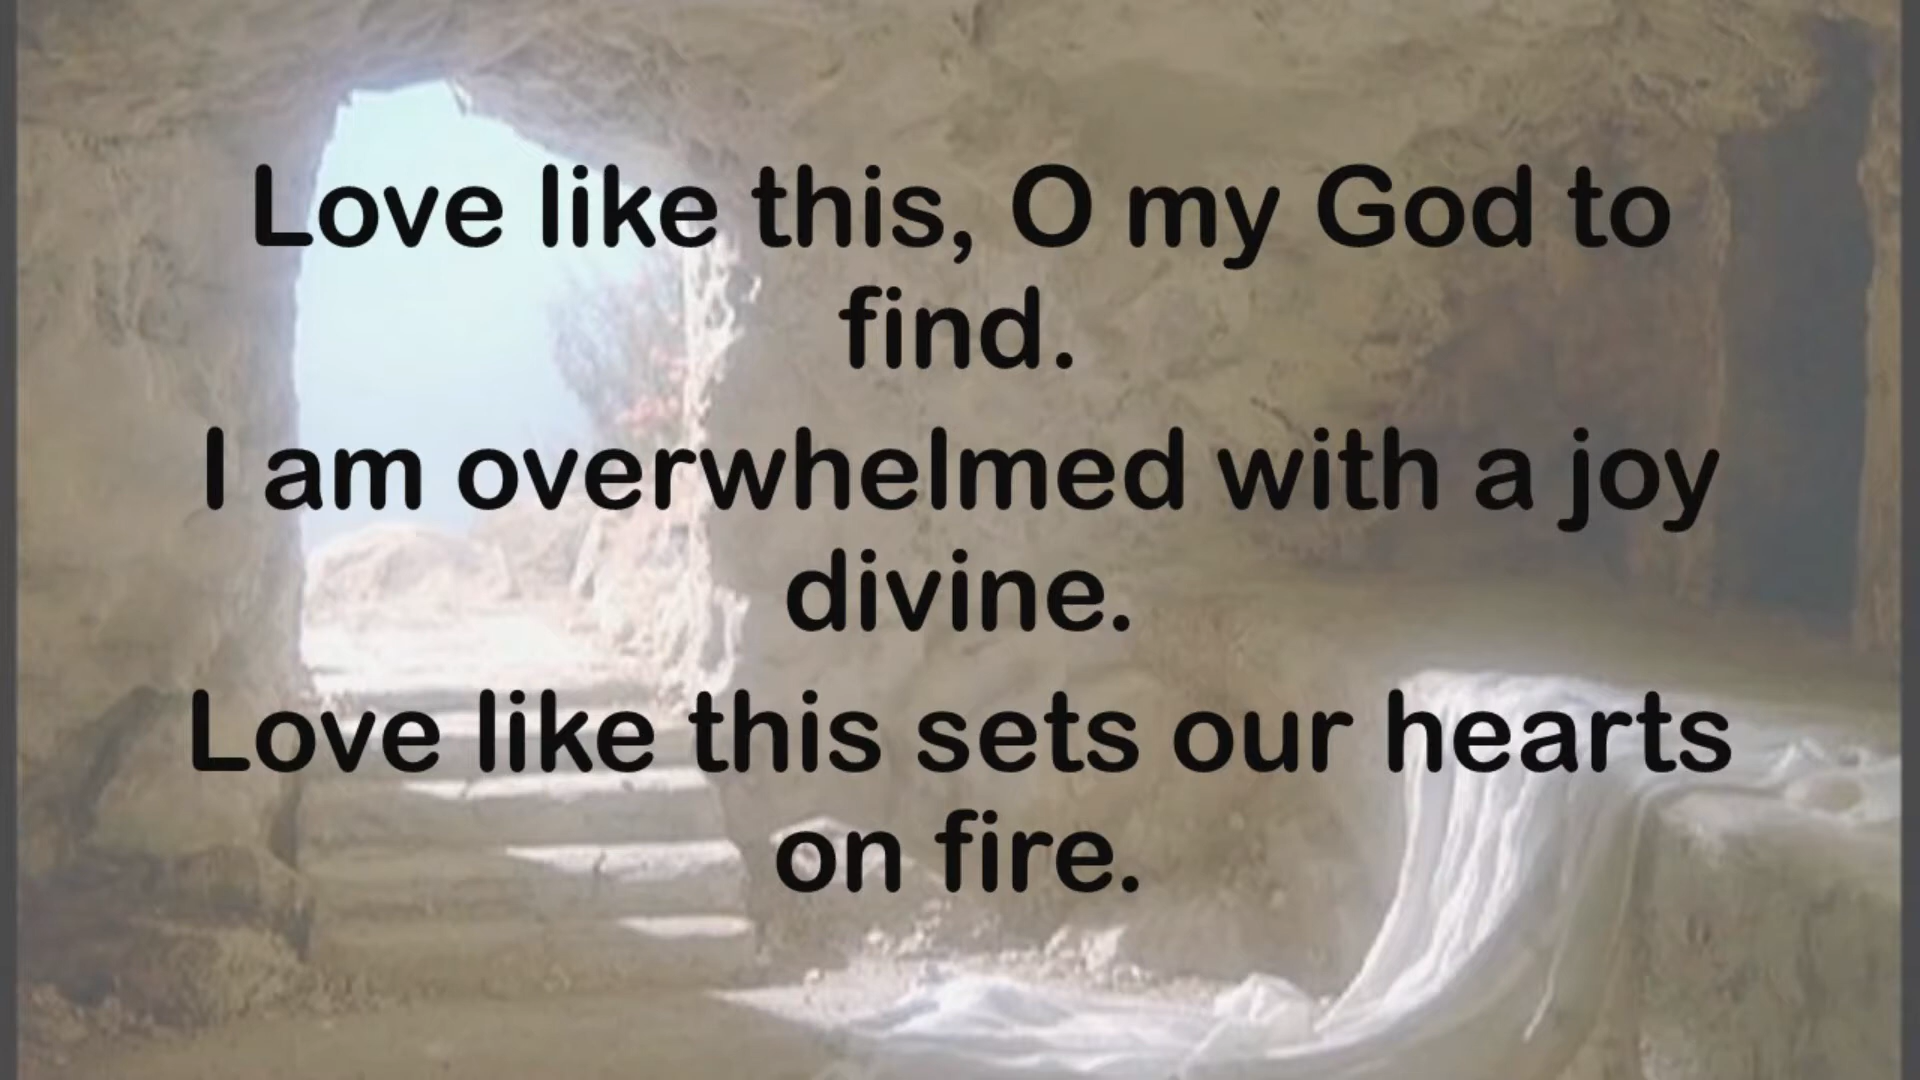 Love like this, O my God to
find.
I am overwhelmed with a joy
divine.
Love like this sets our hearts
on fire.